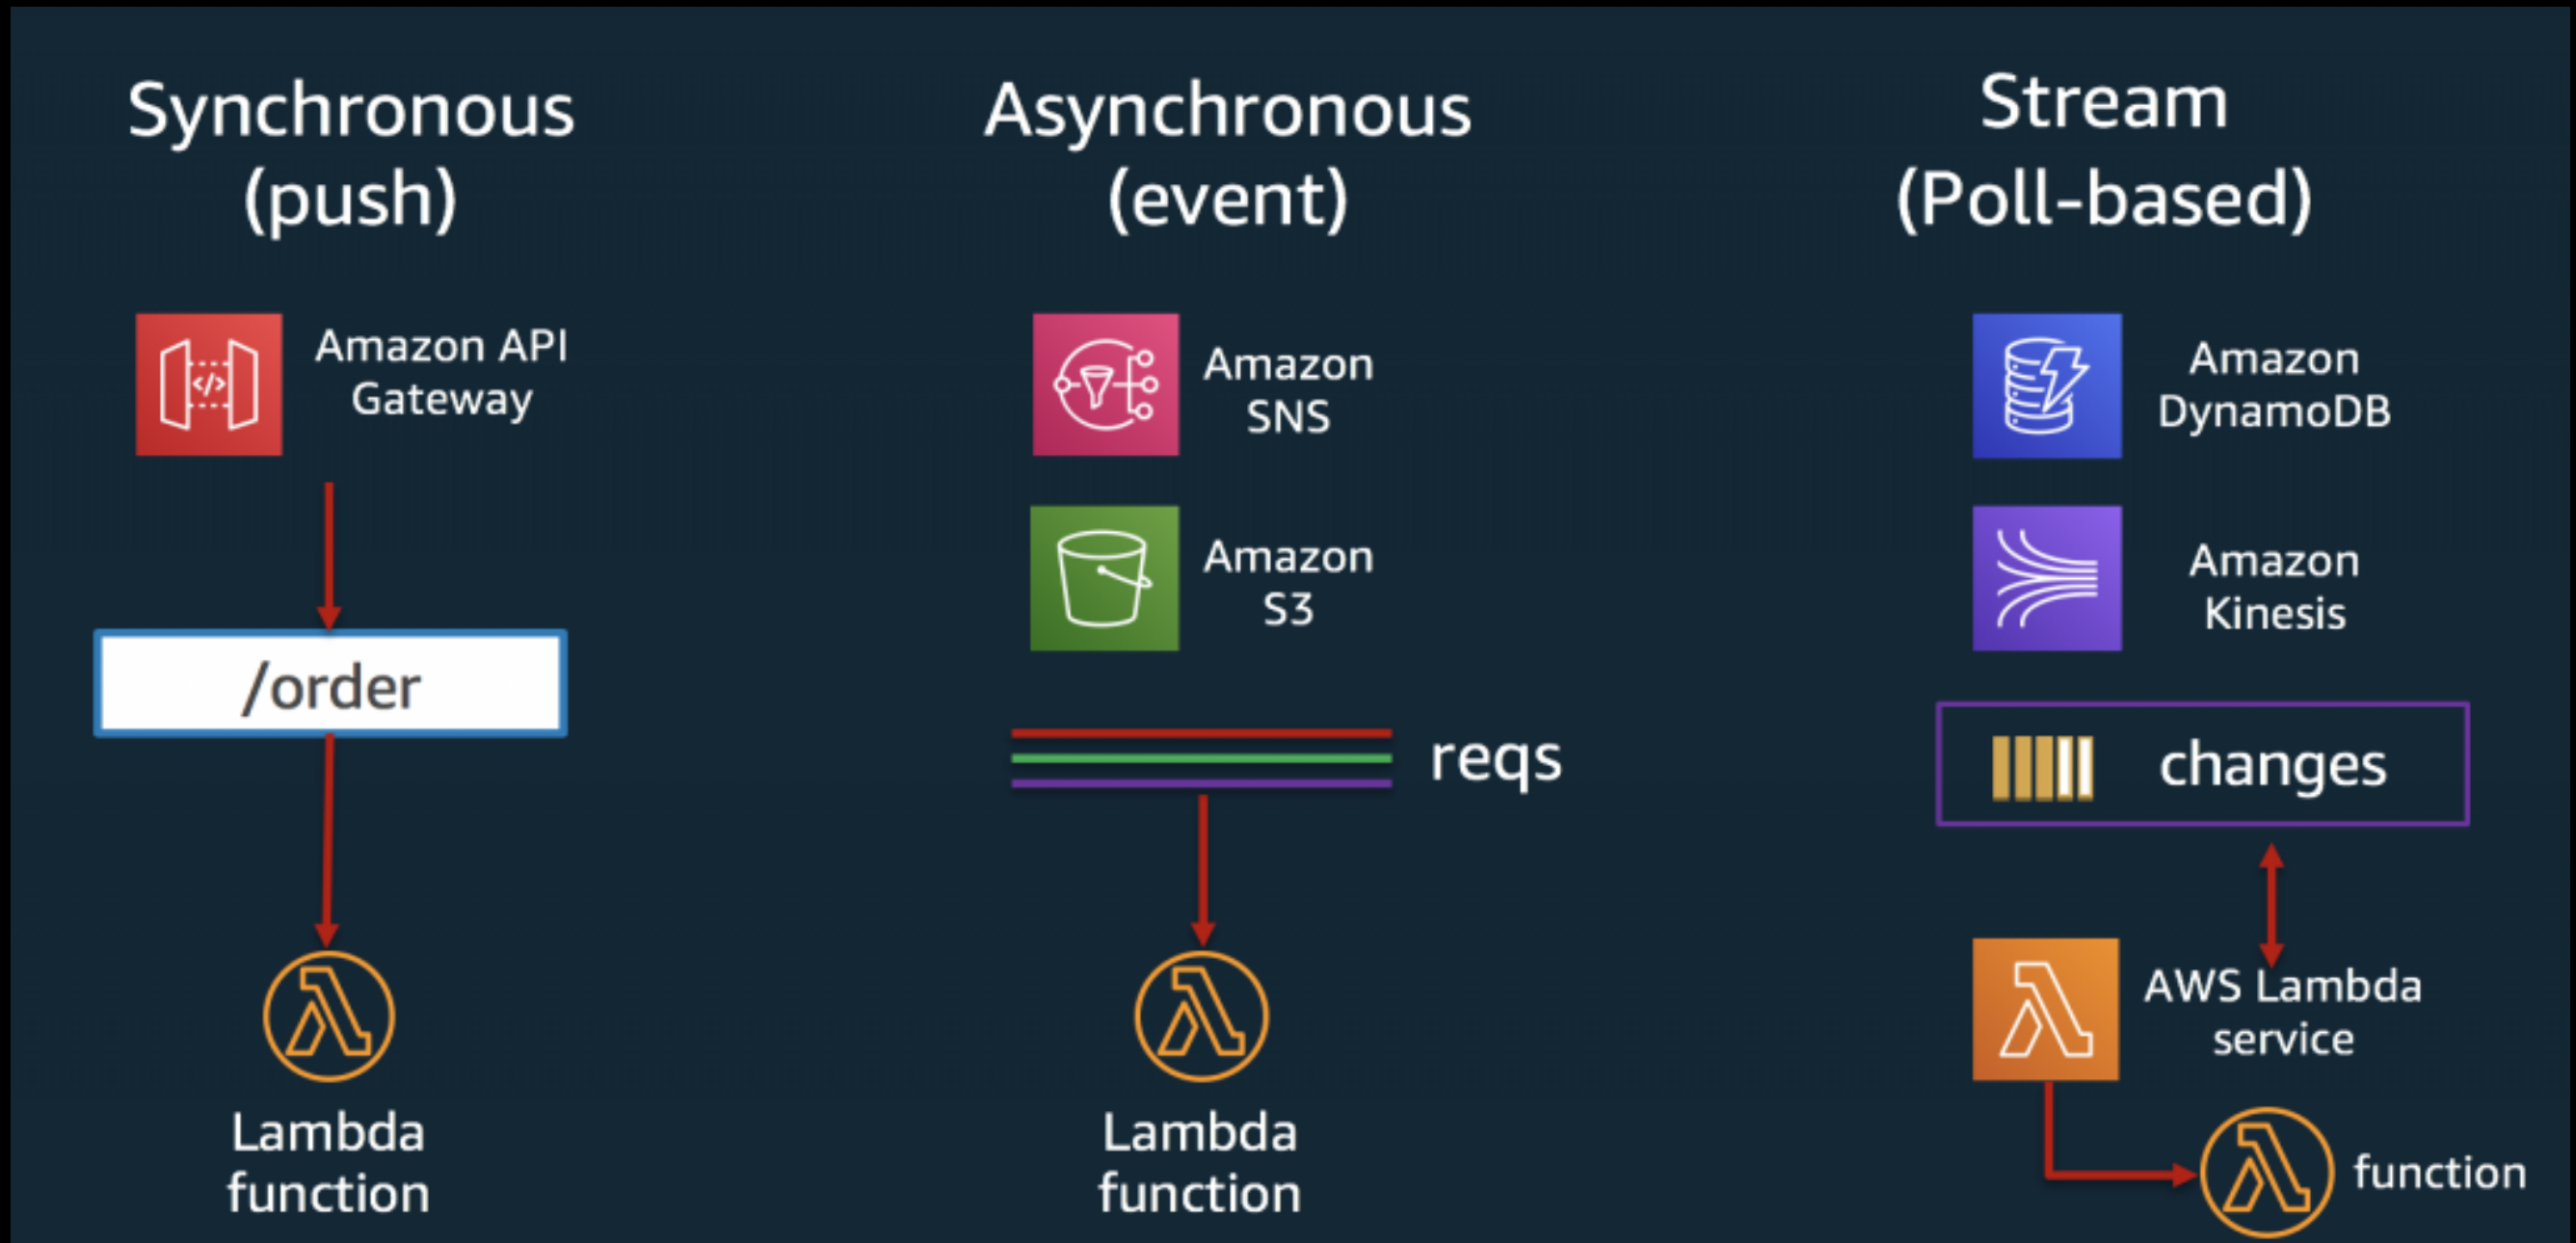 Synchronous
(push)
Amazon API
Gateway
</>
/order
Lambda
function
Asynchronous
(event)
Amazon
SNS
Amazon
S3
reqs
Lambda
function
Stream
(Poll-based)
Amazon
DynamoDB
Amazon
Kinesis
changes
AWS Lambda
service
function